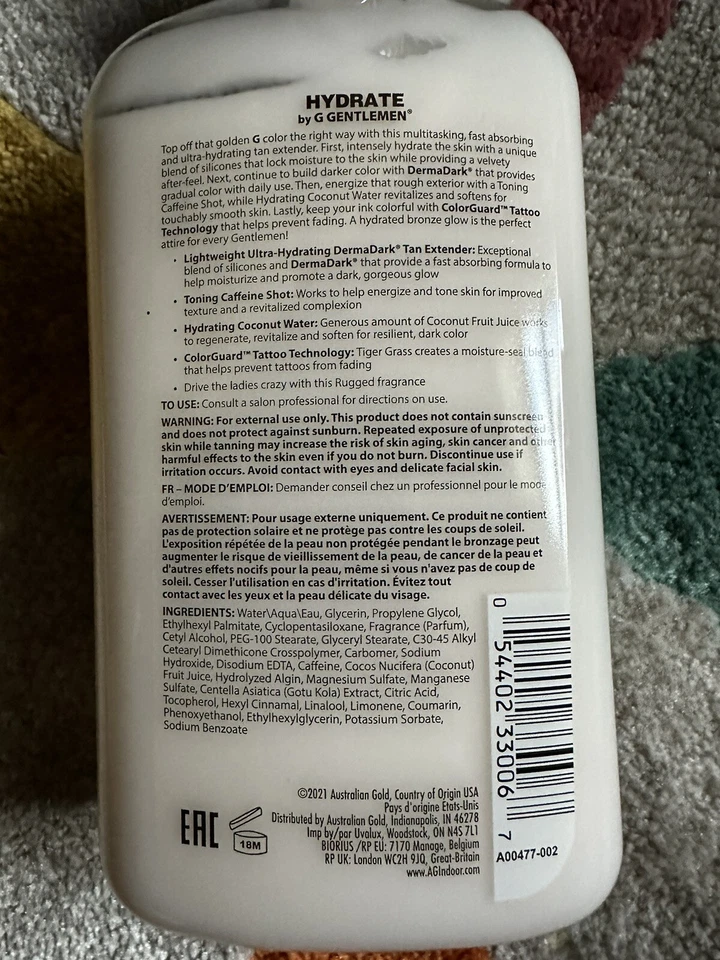 HYDRATE
by G GENTLEMEN®
Top off that golden G color the right way with this multitasking, fast absorbing
and ultra-hydrating tan extender. First, intensely hydrate the skin with a unique
blend of silicones that lock moisture to the skin while providing a velvety
after-feel. Next, continue to build darker color with DermaDark® that provides
gradual color with daily use. Then, energize that rough exterior with a Toning
Caffeine Shot, while Hydrating Coconut Water revitalizes and softens for
touchably smooth skin. Lastly, keep your ink colorful with ColorGuard™ Tattoo
Technology that helps prevent fading. A hydrated bronze glow is the perfect
attire for every Gentlemen!
• Lightweight Ultra-Hydrating DermaDark® Tan Extender: Exceptional
blend of silicones and DermaDark® that provide a fast absorbing formula to
help moisturize and promote a dark, gorgeous glow
• Toning Caffeine Shot: Works to help energize and tone skin for improved
texture and a revitalized complexion
• Hydrating Coconut Water: Generous amount of Coconut Fruit Juice works
to regenerate, revitalize and soften for resilient, dark color
• ColorGuard™ Tattoo Technology: Tiger Grass creates a moisture-seal blend
that helps prevent tattoos from fading
• Drive the ladies crazy with this Rugged fragrance
TO USE: Consult a salon professional for directions on use.
WARNING: For external use only. This product does not contain sunscreen
and does not protect against sunburn. Repeated exposure of unprotected
skin while tanning may increase the risk of skin aging, skin cancer and other
harmful effects to the skin even if you do not burn. Discontinue use if
irritation occurs. Avoid contact with eyes and delicate facial skin.
FR – MODE D'EMPLOI: Demander conseil chez un professionnel pour le mode
d'emploi.
AVERTISSEMENT: Pour usage externe uniquement. Ce produit ne contient
pas de protection solaire et ne protège pas contre les coups de soleil.
L'exposition répétée de la peau non protégée pendant le bronzage peut
augmenter le risque de vieillissement de la peau, de cancer de la peau et
d'autres effets nocifs pour la peau, même si vous n'avez pas de coup de
soleil. Cesser l'utilisation en cas d'irritation. Évitez tout
contact avec les yeux et la peau délicate du visage.
INGREDIENTS: Water\Aqua\Eau, Glycerin, Propylene Glycol,
Ethylhexyl Palmitate, Cyclopentasiloxane, Fragrance (Parfum),
Cetyl Alcohol, PEG-100 Stearate, Glyceryl Stearate, C30-45 Alkyl
Cetearyl Dimethicone Crosspolymer, Carbomer, Sodium
Hydroxide, Disodium EDTA, Caffeine, Cocos Nucifera (Coconut)
Fruit Juice, Hydrolyzed Algin, Magnesium Sulfate, Manganese
Sulfate, Centella Asiatica (Gotu Kola) Extract, Citric Acid,
Tocopherol, Hexyl Cinnamal, Linalool, Limonene, Coumarin,
Phenoxyethanol, Ethylhexylglycerin, Potassium Sorbate,
Sodium Benzoate
0 54402 33006 7
A00477-002
©2021 Australian Gold, Country of Origin USA
Pays d'origine Etats-Unis
Distributed by Australian Gold, Indianapolis, IN 46278
Imp by/par Uvalux, Woodstock, ON N4S 7L1
BIORIUS /RP EU: 7170 Manage, Belgium
RP UK: London WC2H 9JQ, Great-Britain
www.AGIndoor.com
EAC
18M